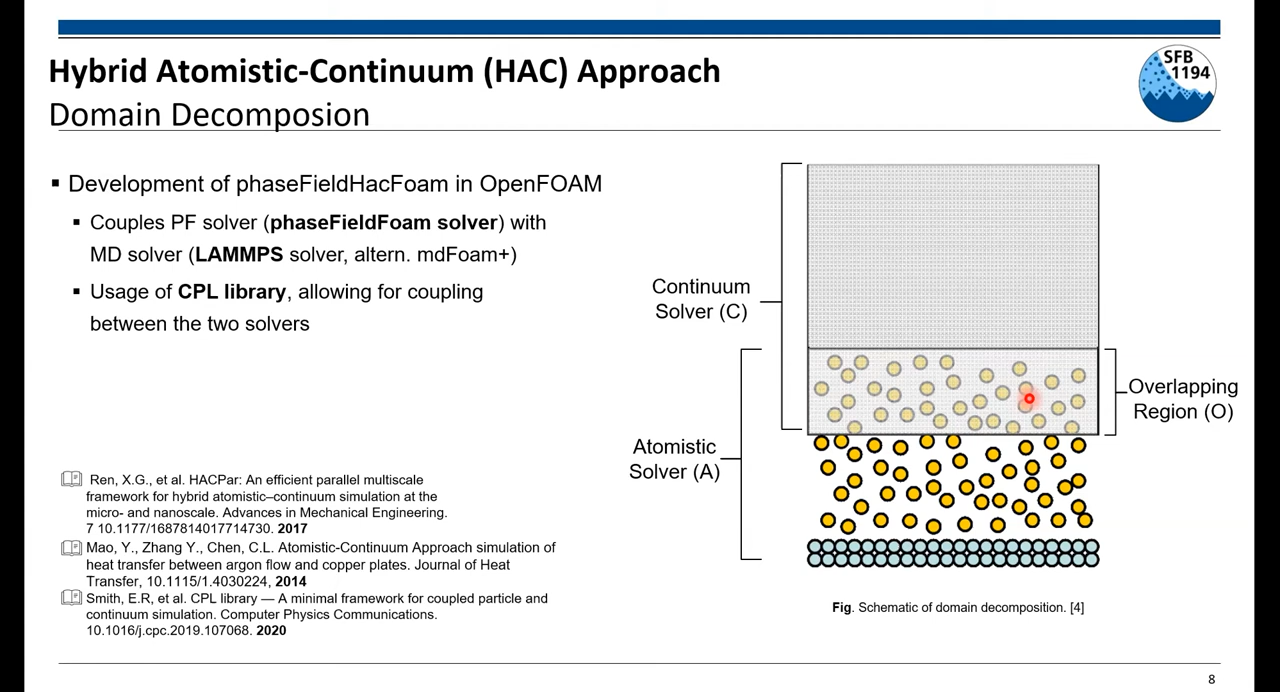 Hybrid Atomistic-Continuum (HAC) Approach
Domain Decomposion
SFB
1194
▪ Development of phaseFieldHacFoam in OpenFOAM
▪ Couples PF solver (phaseFieldFoam solver) with
MD solver (LAMMPS solver, altern. mdFoam+)
▪ Usage of CPL library, allowing for coupling
between the two solvers
Continuum
Solver (C)
Overlapping
Region (O)
Atomistic
Solver (A)
Ren, X.G., et al. HACPar: An efficient parallel multiscale
framework for hybrid atomistic–continuum simulation at the
micro- and nanoscale. Advances in Mechanical Engineering.
7 10.1177/1687814017714730. 2017
Mao, Y., Zhang Y., Chen, C.L. Atomistic-Continuum Approach simulation of
heat transfer between argon flow and copper plates. Journal of Heat
Transfer, 10.1115/1.4030224, 2014
Smith, E.R, et al. CPL library — A minimal framework for coupled particle and
continuum simulation. Computer Physics Communications.
10.1016/j.cpc.2019.107068. 2020
Fig. Schematic of domain decomposition. [4]
8